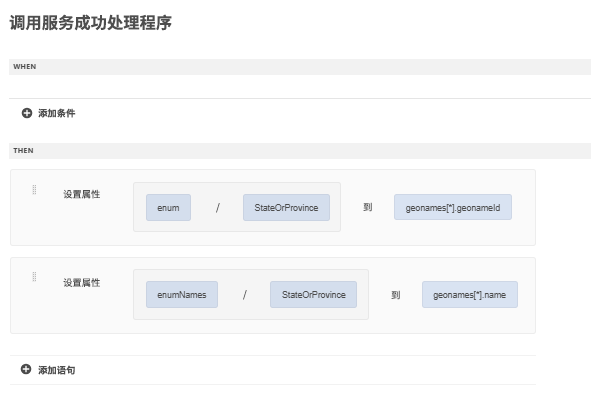 调用服务成功处理程序
WHEN
添加条件
THEN
设置属性 enum / StateOrProvince 到 geonames[*].geonameId
设置属性 enumNames / StateOrProvince 到 geonames[*].name
添加语句